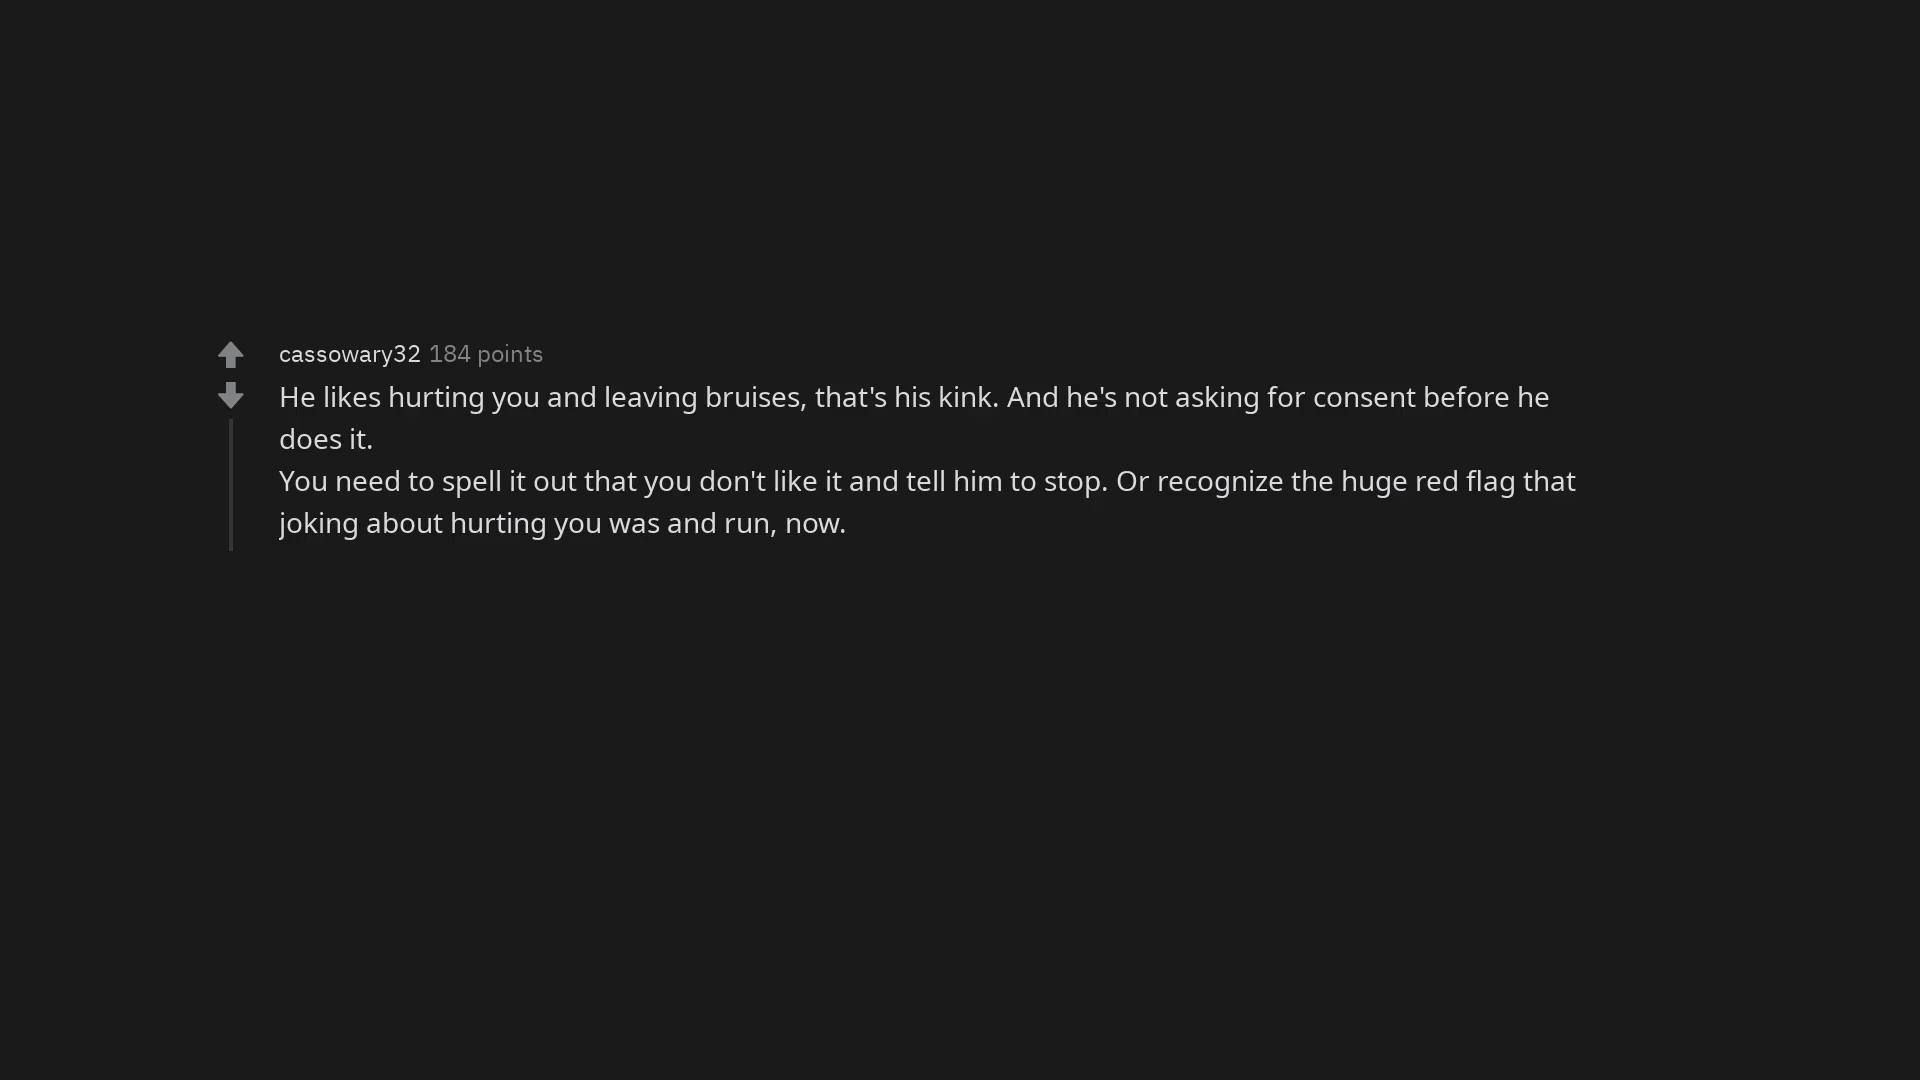 cassowary32 184 points
He likes hurting you and leaving bruises, that's his kink. And he's not asking for consent before he
does it.
You need to spell it out that you don't like it and tell him to stop. Or recognize the huge red flag that
joking about hurting you was and run, now.